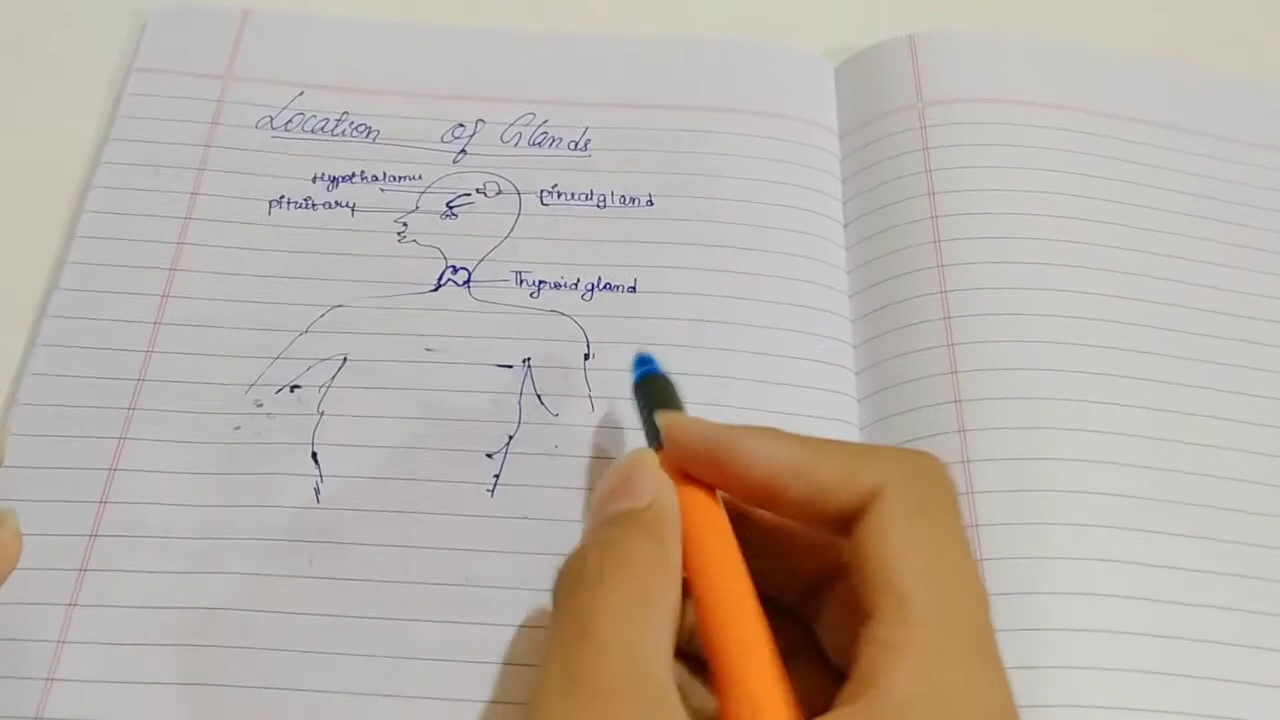 Location of Glands
Hypothalamu
pituitary
pinealgland
Thyroid gland